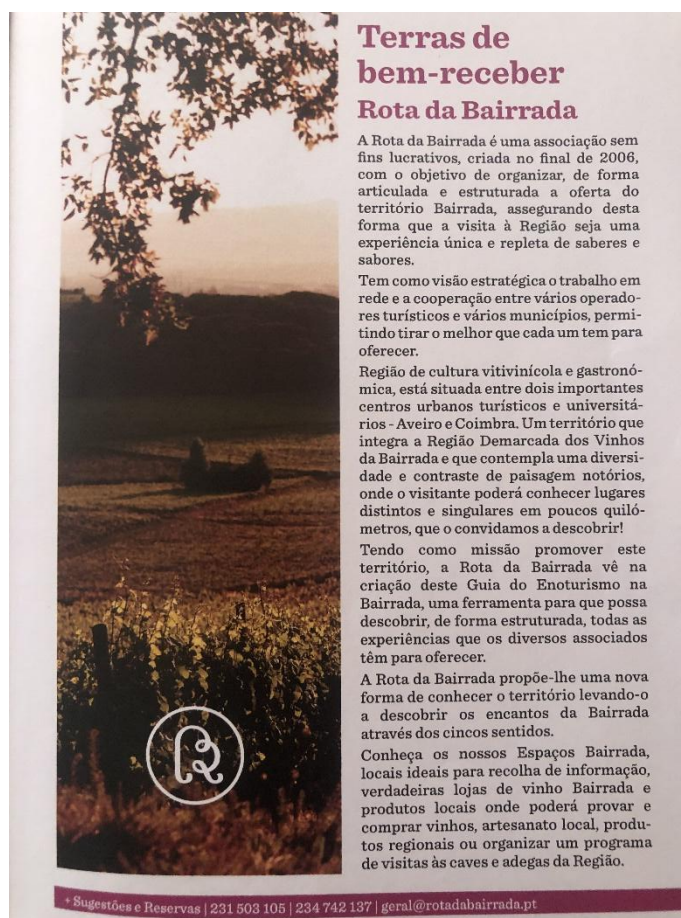 Terras de
bem-receber
Rota da Bairrada
A Rota da Bairrada é uma associação sem
fins lucrativos, criada no final de 2006,
com o objetivo de organizar, de forma
articulada e estruturada a oferta do
território Bairrada, assegurando desta
forma que a visita à Região seja uma
experiência única e repleta de saberes e
sabores.
Tem como visão estratégica o trabalho em
rede e a cooperação entre vários operado-
res turísticos e vários municípios, permi-
tindo tirar o melhor que cada um tem para
oferecer.
Região de cultura vitivinícola e gastronó-
mica, está situada entre dois importantes
centros urbanos turísticos e universitá-
rios - Aveiro e Coimbra. Um território que
integra a Região Demarcada dos Vinhos
da Bairrada e que contempla uma diversi-
dade e contraste de paisagem notórios,
onde o visitante poderá conhecer lugares
distintos e singulares em poucos quiló-
metros, que o convidamos a descobrir!
Tendo como missão promover este
território, a Rota da Bairrada vê na
criação deste Guia do Enoturismo na
Bairrada, uma ferramenta para que possa
descobrir, de forma estruturada, todas as
experiências que os diversos associados
têm para oferecer.
A Rota da Bairrada propõe-lhe uma nova
forma de conhecer o território levando-o
a descobrir os encantos da Bairrada
através dos cincos sentidos.
Conheça os nossos Espaços Bairrada,
locais ideais para recolha de informação,
verdadeiras lojas de vinho Bairrada e
produtos locais onde poderá provar e
comprar vinhos, artesanato local, produ-
tos regionais ou organizar um programa
de visitas às caves e adegas da Região.
+ Sugestões e Reservas | 231 503 105 | 234 742 137 | geral@rotadabairrada.pt